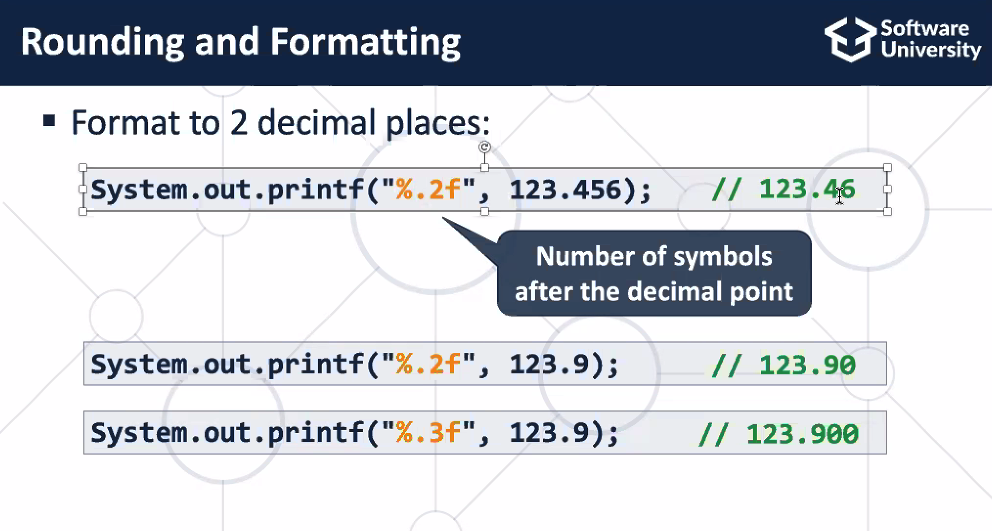 Rounding and Formatting
Software
University
▪ Format to 2 decimal places:
System.out.printf("%.2f", 123.456); // 123.46
Number of symbols
after the decimal point
System.out.printf("%.2f", 123.9); // 123.90
System.out.printf("%.3f", 123.9); // 123.900